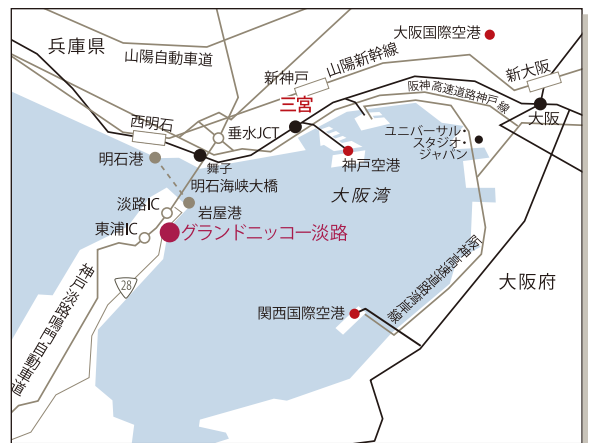 兵庫県
大阪国際空港
山陽自動車道
山陽新幹線
新神戸
新大阪
三宮
阪神高速道路神戸線
大阪
西明石
垂水JCT
ユニバーサル・
スタジオ・
ジャパン
明石港
舞子
神戸空港
明石海峡大橋
大阪湾
淡路IC
岩屋港
東浦IC
グランドニッコー淡路
28
神戸淡路鳴門自動車道
阪神高速道路湾岸線
大阪府
関西国際空港